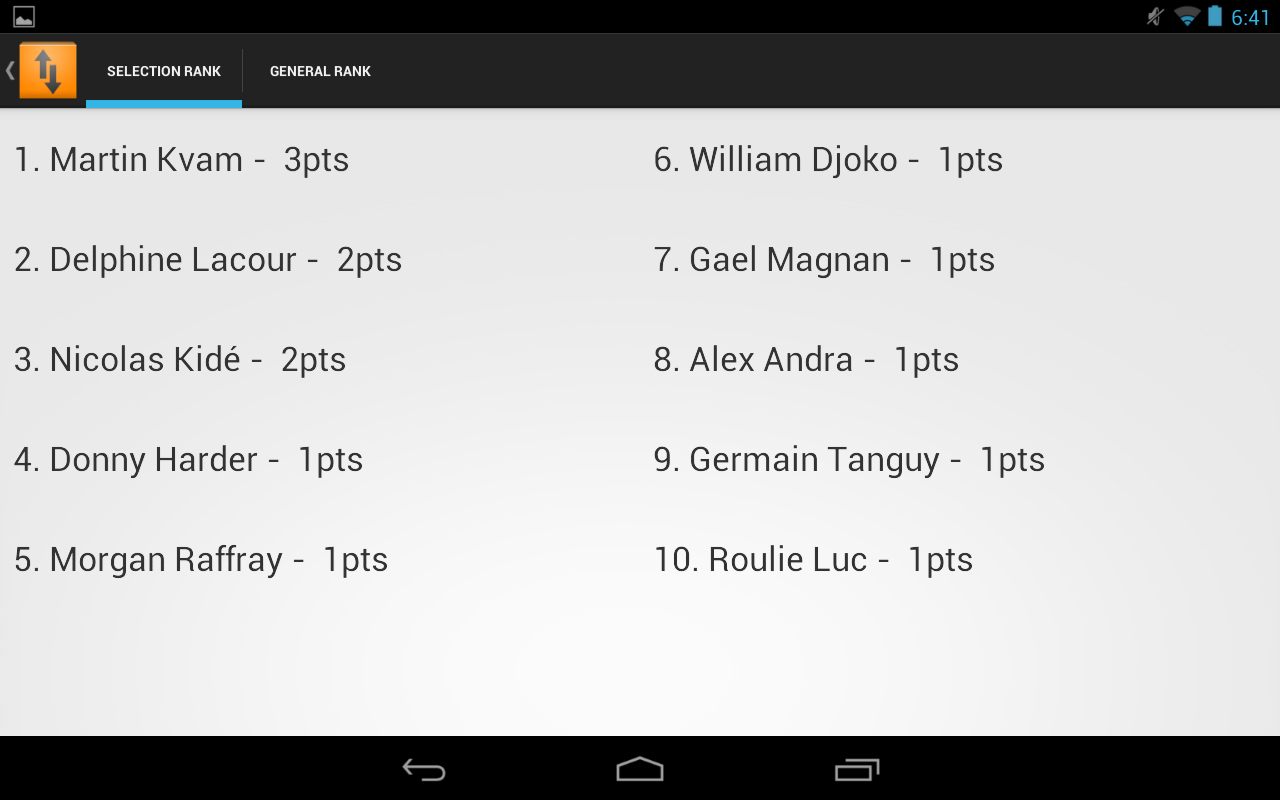 6:41
SELECTION RANK
GENERAL RANK
1. Martin Kvam -  3pts
2. Delphine Lacour -  2pts
3. Nicolas Kidé -  2pts
4. Donny Harder -  1pts
5. Morgan Raffray -  1pts
6. William Djoko -  1pts
7. Gael Magnan -  1pts
8. Alex Andra -  1pts
9. Germain Tanguy -  1pts
10. Roulie Luc -  1pts